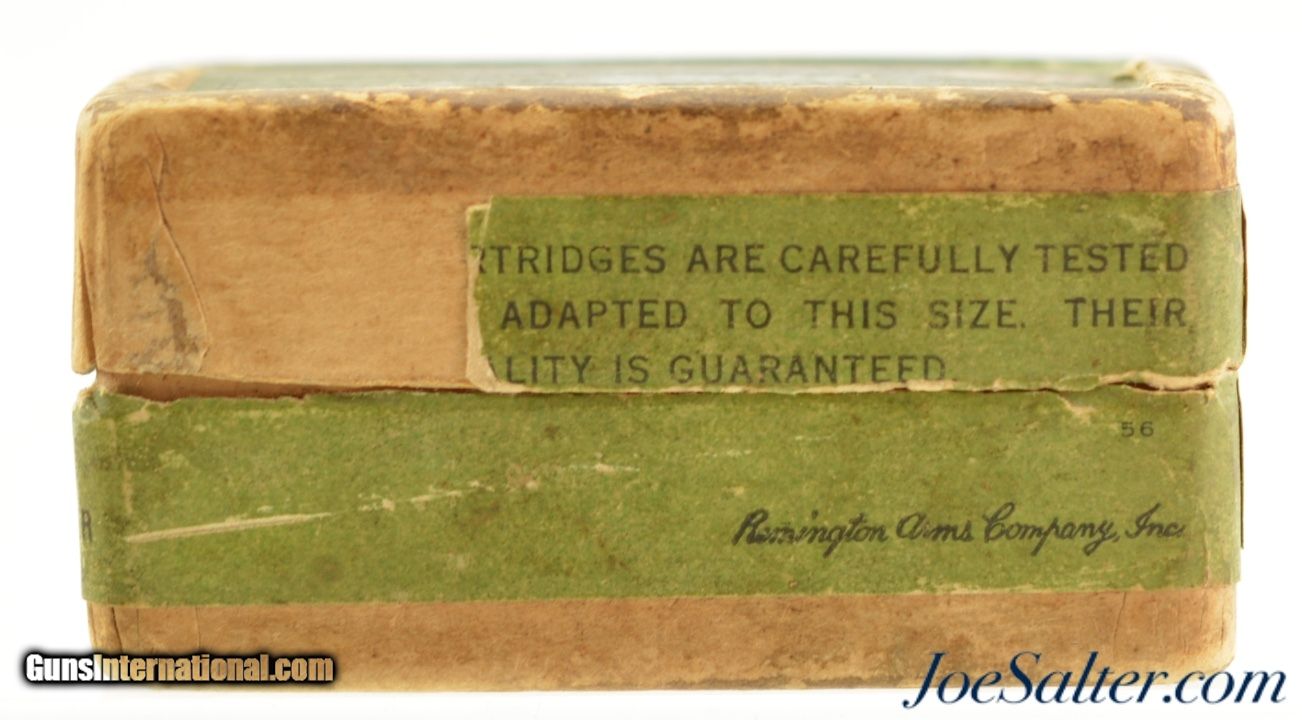 RTRIDGES ARE CAREFULLY TESTED
ADAPTED TO THIS SIZE. THEIR
ALITY IS GUARANTEED.
56
R
Remington Arms Company, Inc.
GunsInternational.com
JoeSalter.com